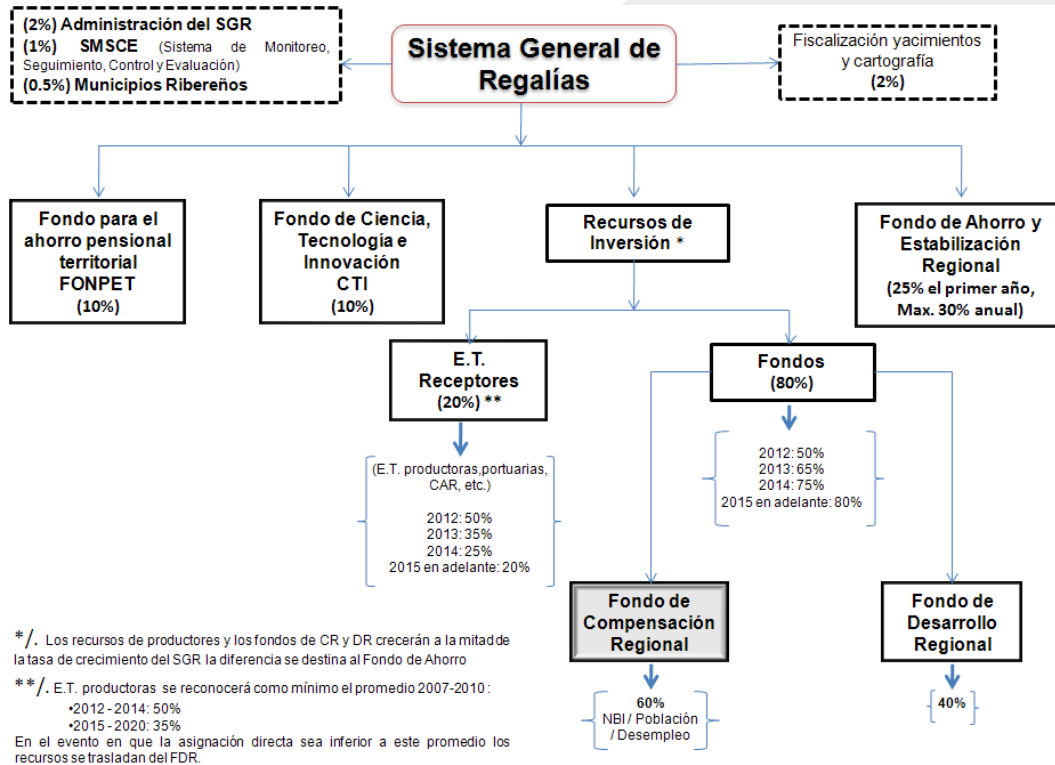 (2%) Administración del SGR
(1%) SMSCE (Sistema de Monitoreo,
Seguimiento, Control y Evaluación)
(0.5%) Municipios Ribereños
Sistema General de
Regalías
Fiscalización yacimientos
y cartografía
(2%)
Fondo para el
ahorro pensional
territorial
FONPET
(10%)
Fondo de Ciencia,
Tecnología e
Innovación
CTI
(10%)
Recursos de
Inversión *
Fondo de Ahorro y
Estabilización
Regional
(25% el primer año,
Max. 30% anual)
E.T.
Receptores
(20%) **
Fondos
(80%)
(E.T. productoras,portuarias,
CAR, etc.)
2012: 50%
2013: 35%
2014: 25%
2015 en adelante: 20%
2012: 50%
2013: 65%
2014: 75%
2015 en adelante: 80%
Fondo de
Compensación
Regional
Fondo de
Desarrollo
Regional
60%
NBI / Población
/ Desempleo
40%
*/. Los recursos de productores y los fondos de CR y DR crecerán a la mitad de
la tasa de crecimiento del SGR la diferencia se destina al Fondo de Ahorro
**/. E.T. productoras se reconocerá como mínimo el promedio 2007-2010 :
•2012 - 2014: 50%
•2015 - 2020: 35%
En el evento en que la asignación directa sea inferior a este promedio los
recursos se trasladan del FDR.